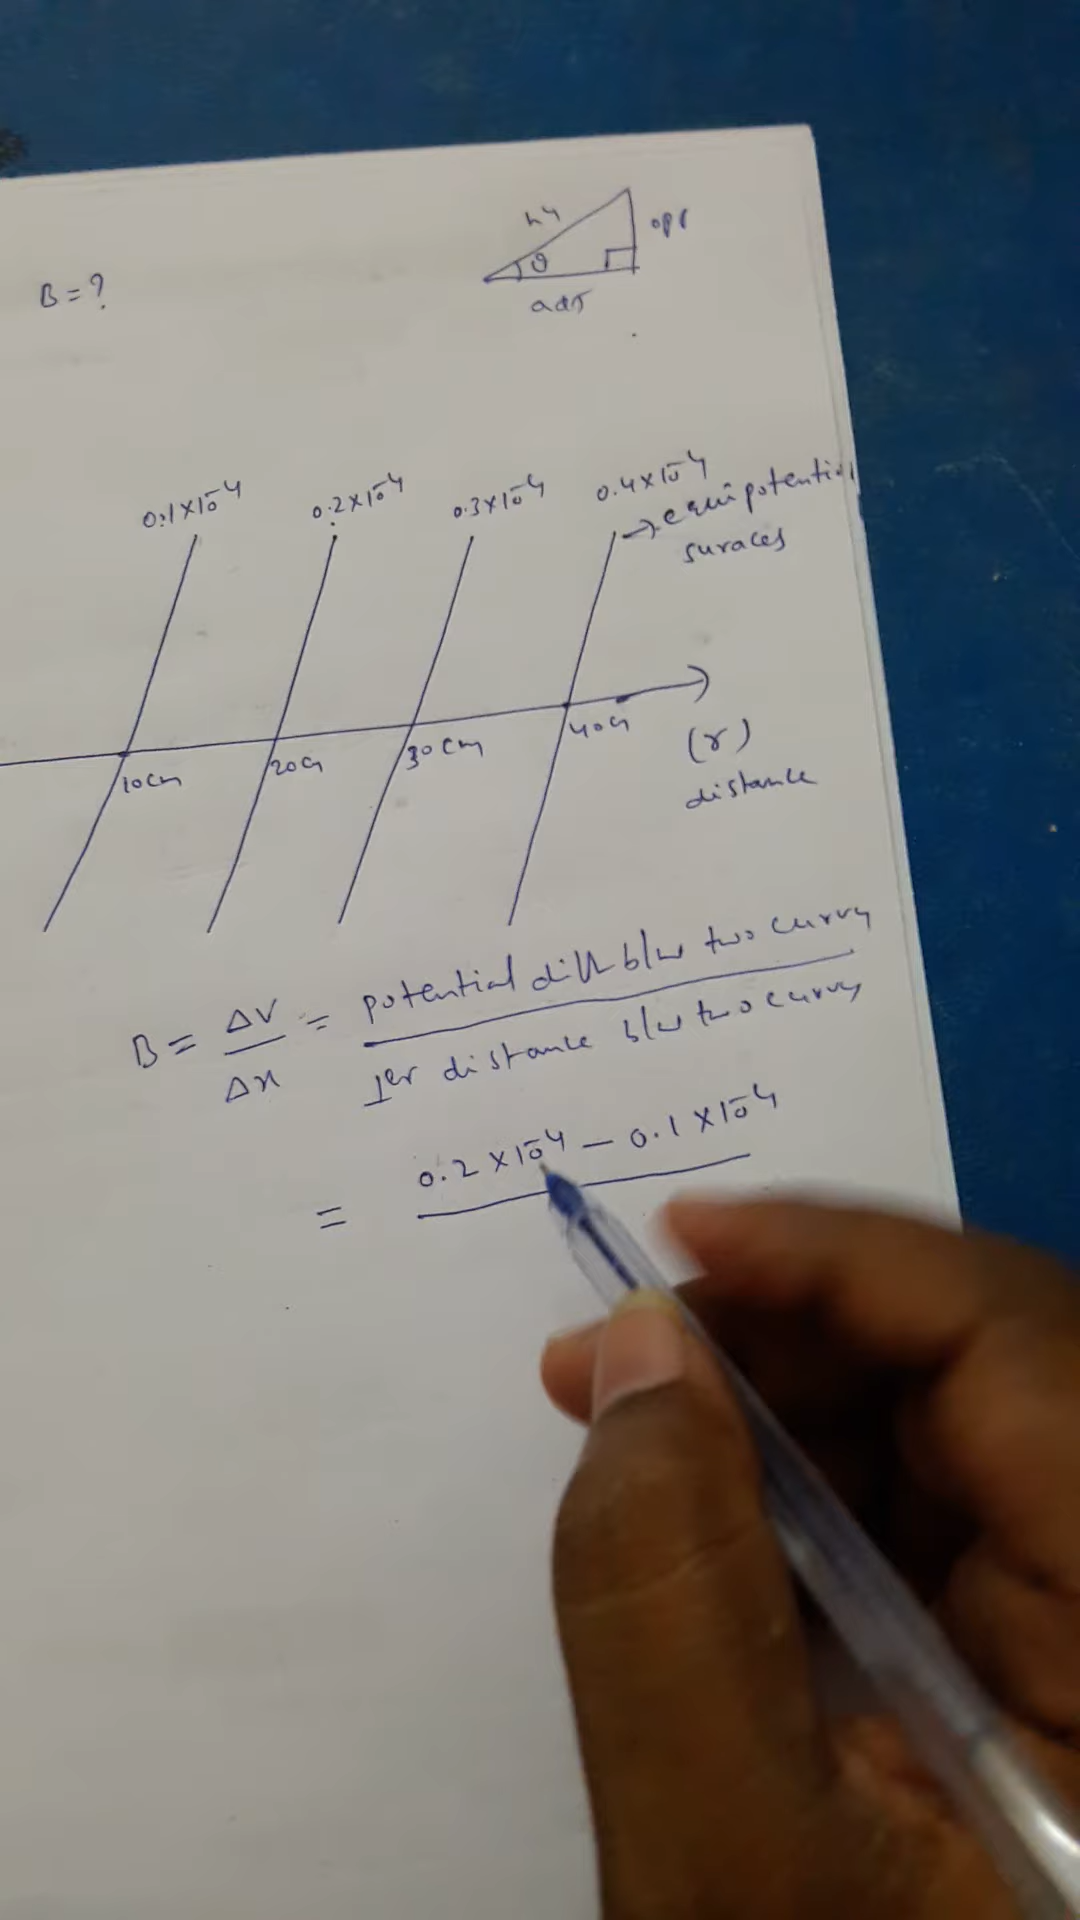 hy
opp
θ
B = ?
adj
0.1×10⁻⁴ 0.2×10⁻⁴ 0.3×10⁻⁴ 0.4×10⁻⁴
→ equipotential
suraces
10cm 20cm 30cm 40cm
(r)
distance
B = ΔV/Δx = potential diff b/w two curvy / ⊥er distance b/w two curvy
= 0.2×10⁻⁴ – 0.1×10⁻⁴